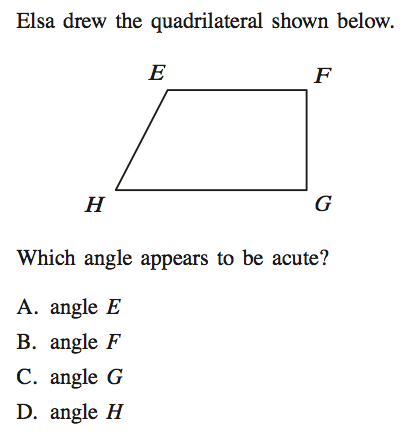 Elsa drew the quadrilateral shown below.
E F
H G
Which angle appears to be acute?
A. angle E
B. angle F
C. angle G
D. angle H